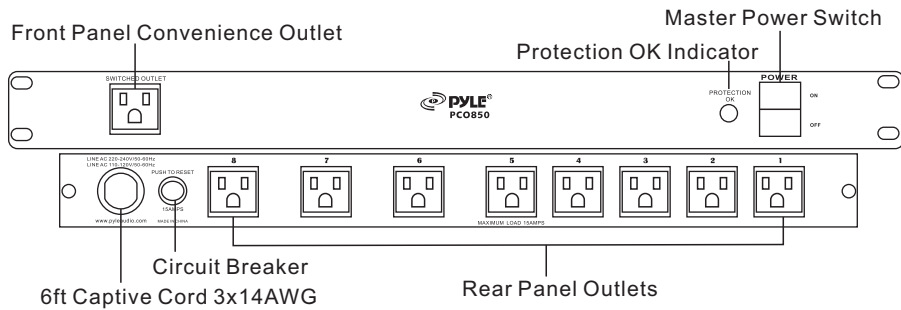 Master Power Switch
Front Panel Convenience Outlet
Protection OK Indicator
SWITCHED OUTLET
PYLE®
PCO850
PROTECTION
OK
POWER
ON
OFF
LINE AC 220-240V/50-60Hz
LINE AC 110-120V/50-60Hz
PUSH TO RESET
15AMPS
www.pyleaudio.com
MADE IN CHINA
8 7 6 5 4 3 2 1
MAXIMUM LOAD 15AMPS
Circuit Breaker
6ft Captive Cord 3x14AWG
Rear Panel Outlets